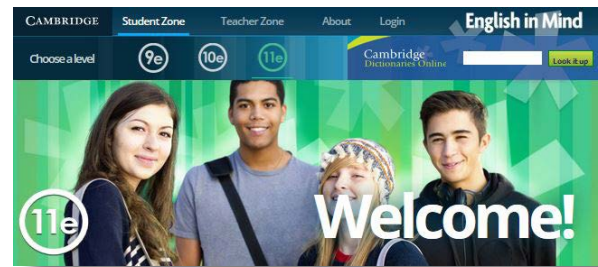 CAMBRIDGE Student Zone Teacher Zone About Login English in Mind
Choose a level 9e 10e 11e Cambridge
Dictionaries Online Look it up
11e Welcome!